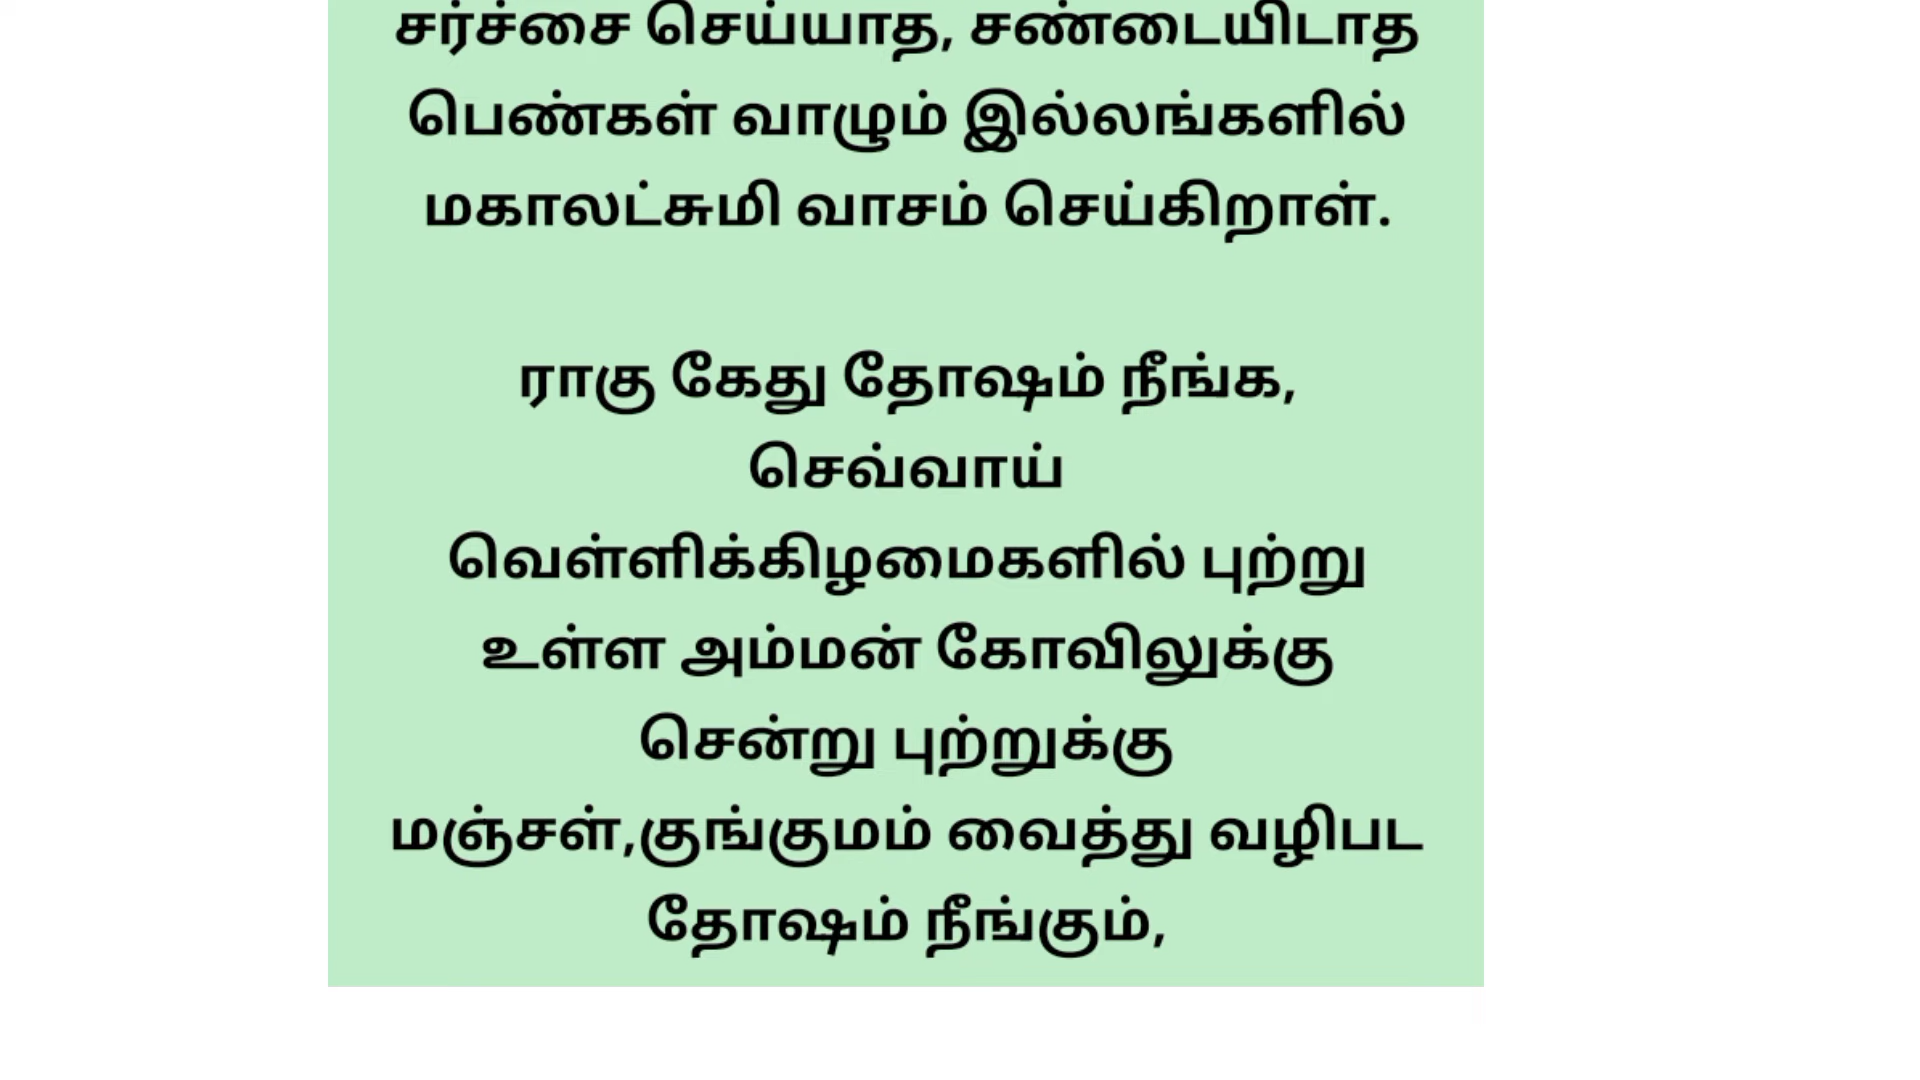 சர்ச்சை செய்யாத, சண்டையிடாத
பெண்கள் வாழும் இல்லங்களில்
மகாலட்சுமி வாசம் செய்கிறாள்.
ராகு கேது தோஷம் நீங்க,
செவ்வாய்
வெள்ளிக்கிழமைகளில் புற்று
உள்ள அம்மன் கோவிலுக்கு
சென்று புற்றுக்கு
மஞ்சள்,குங்குமம் வைத்து வழிபட
தோஷம் நீங்கும்,